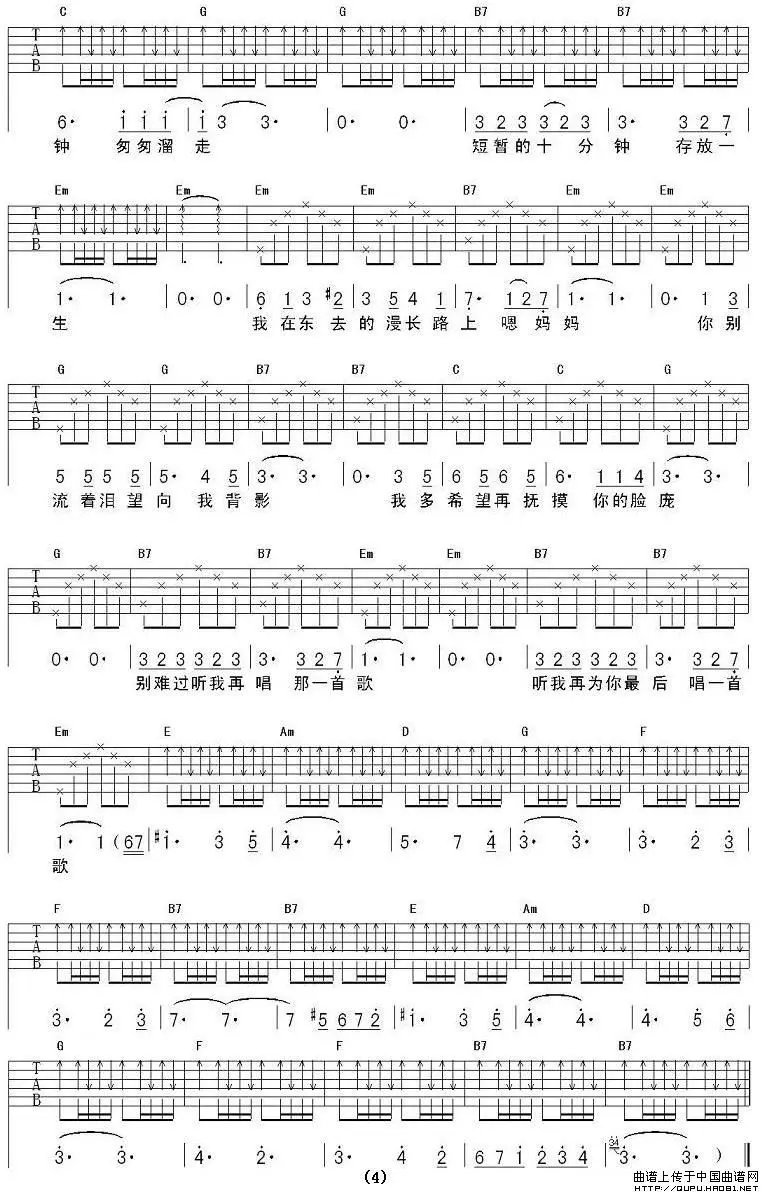 C G G B7 B7
T A B
6· i i i i 3 3· 0· 0· 3 2 3 3 2 3 3· 3 2 7
钟 匆匆溜 走 短暂的十 分 钟 存放一
Em Em Em Em B7 Em Em
T A B
1· 1· 0· 0· 6 1 3 #2 3 5 4 1 7· 1 2 7 1· 1· 0· 1 3
生 我在东去的漫长路上 嗯妈妈 你别
G G B7 B7 C C G
T A B
5 5 5 5 5· 4 5 3· 3· 0· 3 5 6 5 6 5 6· 1 1 4 3· 3·
流着泪望向 我背影 我多希望再抚摸 你的脸庞
G B7 B7 Em Em B7 B7
T A B
0· 0· 3 2 3 3 2 3 3· 3 2 7 1· 1· 0· 0· 3 2 3 3 2 3 3· 3 2 7
别难过听我再 唱 那一首 歌 听我再为你最 后 唱一首
Em E Am D G F
T A B
1· 1 (6 7 #i· 3 5 4· 4· 5· 7 4 3· 3· 3· 2 3
歌
F B7 B7 E Am D
T A B
3· 2 3 7· 7· 7 #5 6 7 2 #i· 3 5 4· 4· 4· 5 6
G F F B7 B7
T A B
3· 3· 4· 2· 3· 4 2 6 7 i 2 3 4 34 3· 3· )
(4)
曲谱上传于中国曲谱网
HTTP://QUPU.HAO81.NET